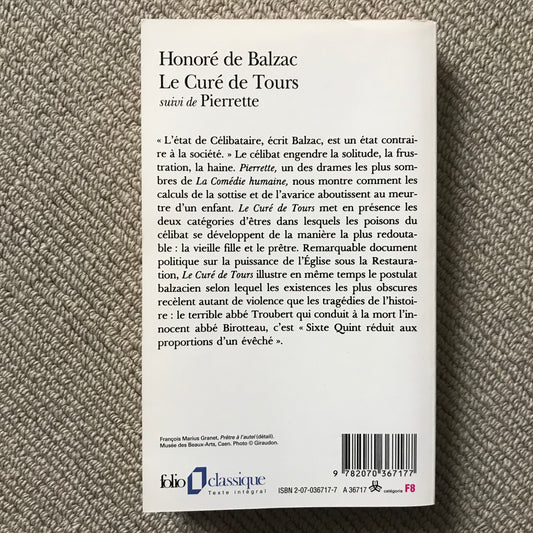 Honoré de Balzac
Le Curé de Tours
suivi de Pierrette
« L'état de Célibataire, écrit Balzac, est un état contrai-
re à la société. » Le célibat engendre la solitude, la frus-
tration, la haine. Pierrette, un des drames les plus som-
bres de La Comédie humaine, nous montre comment les
calculs de la sottise et de l'avarice aboutissent au meur-
tre d'un enfant. Le Curé de Tours met en présence les
deux catégories d'êtres dans lesquels les poisons du
célibat se développent de la manière la plus redouta-
ble : la vieille fille et le prêtre. Remarquable document
politique sur la puissance de l'Église sous la Restaura-
tion, Le Curé de Tours illustre en même temps le postulat
balzacien selon lequel les existences les plus obscures
recèlent autant de violence que les tragédies de l'histoi-
re : le terrible abbé Troubert qui conduit à la mort l'in-
nocent abbé Birotteau, c'est « Sixte Quint réduit aux
proportions d'un évêché ».
François Marius Granet, Prêtre à l'autel (détail).
Musée des Beaux-Arts, Caen. Photo © Giraudon.
9 782070 367177
folio classique
Texte intégral
ISBN 2-07-036717-7 A 36717 catégorie F8